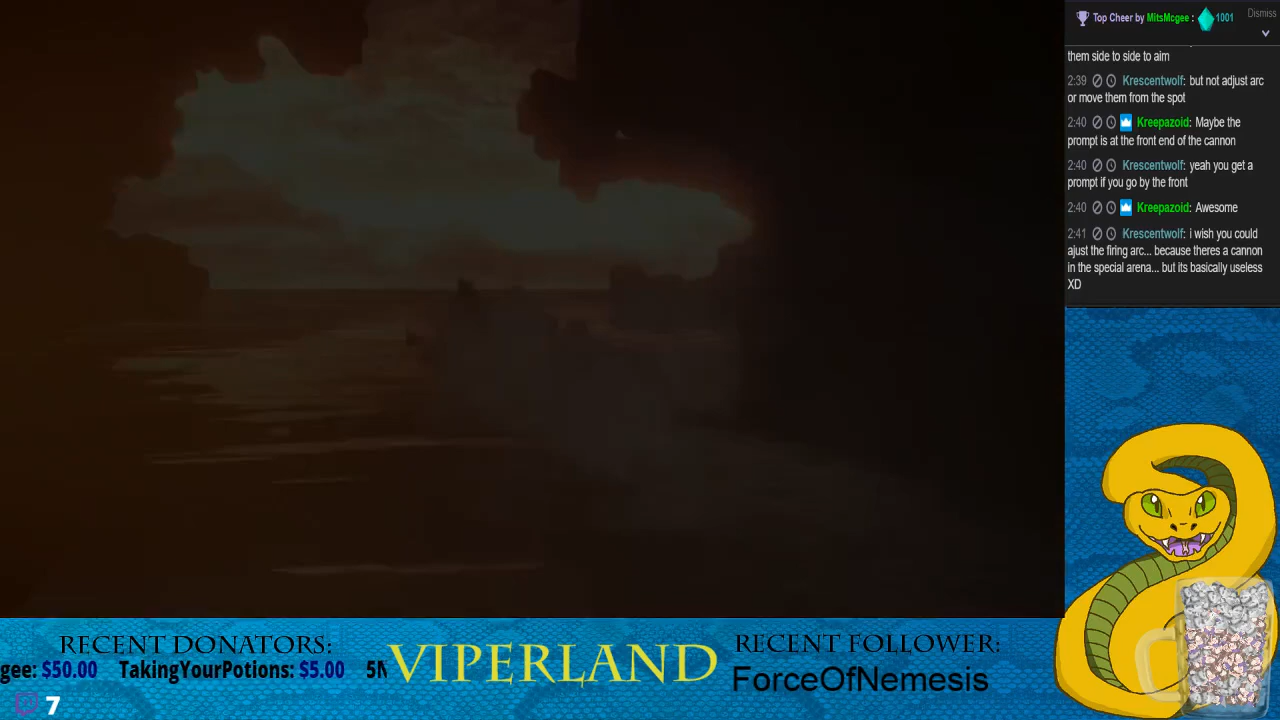 Top Cheer by MitsMcgee : 1001
Dismiss
them side to side to aim
2:39 Krescentwolf: but not adjust arc
or move them from the spot
2:40 Kreepazoid: Maybe the
prompt is at the front end of the cannon
2:40 Krescentwolf: yeah you get a
prompt if you go by the front
2:40 Kreepazoid: Awesome
2:41 Krescentwolf: i wish you could
ajust the firing arc... because theres a cannon
in the special arena... but its basically useless
XD
RECENT DONATORS:
gee: $50.00 TakingYourPotions: $5.00 5N
VIPERLAND
RECENT FOLLOWER:
ForceOfNemesis
7